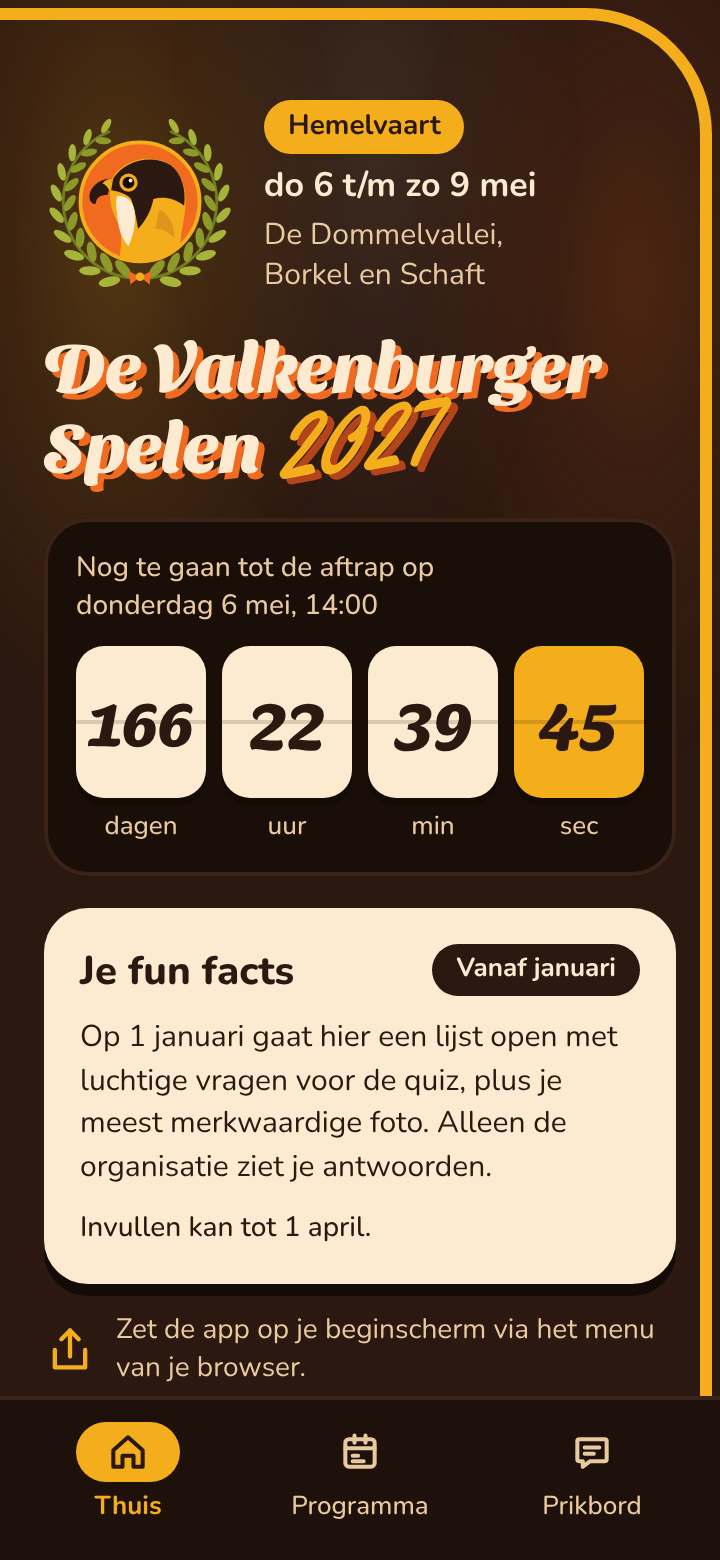 Hemelvaart
do 6 t/m zo 9 mei
De Dommelvallei,
Borkel en Schaft
De Valkenburger
Spelen 2027
Nog te gaan tot de aftrap op
donderdag 6 mei, 14:00
166 22 39 45
dagen uur min sec
Je fun facts
Vanaf januari
Op 1 januari gaat hier een lijst open met
luchtige vragen voor de quiz, plus je
meest merkwaardige foto. Alleen de
organisatie ziet je antwoorden.
Invullen kan tot 1 april.
Zet de app op je beginscherm via het menu
van je browser.
Thuis Programma Prikbord